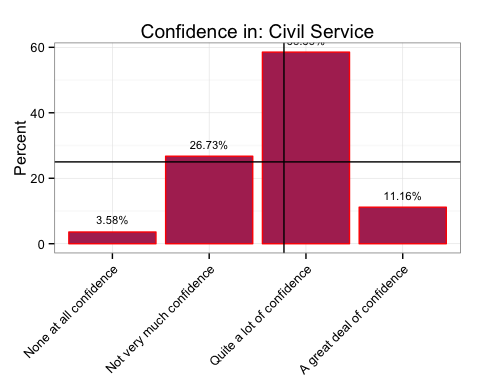 Confidence in: Civil Service
Percent
60
40
20
0
3.58%
26.73%
11.16%
None at all confidence
Not very much confidence
Quite a lot of confidence
A great deal of confidence